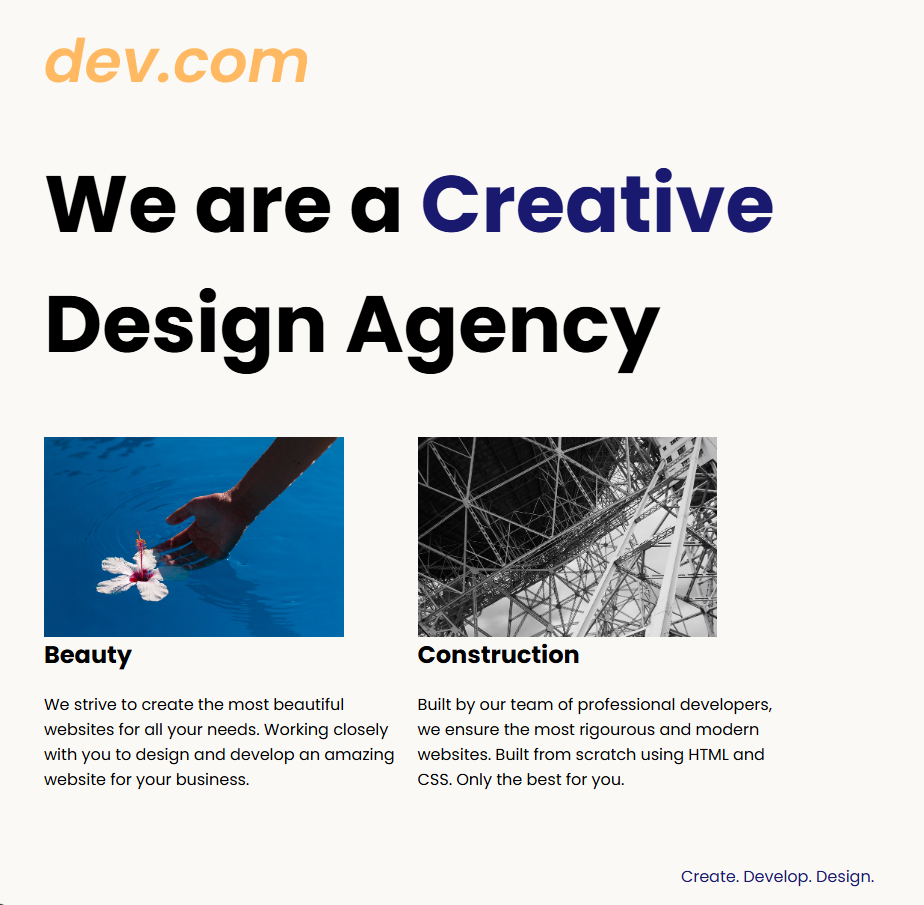 dev.com
We are a Creative
Design Agency
Beauty
We strive to create the most beautiful
websites for all your needs. Working closely
with you to design and develop an amazing
website for your business.
Construction
Built by our team of professional developers,
we ensure the most rigourous and modern
websites. Built from scratch using HTML and
CSS. Only the best for you.
Create. Develop. Design.